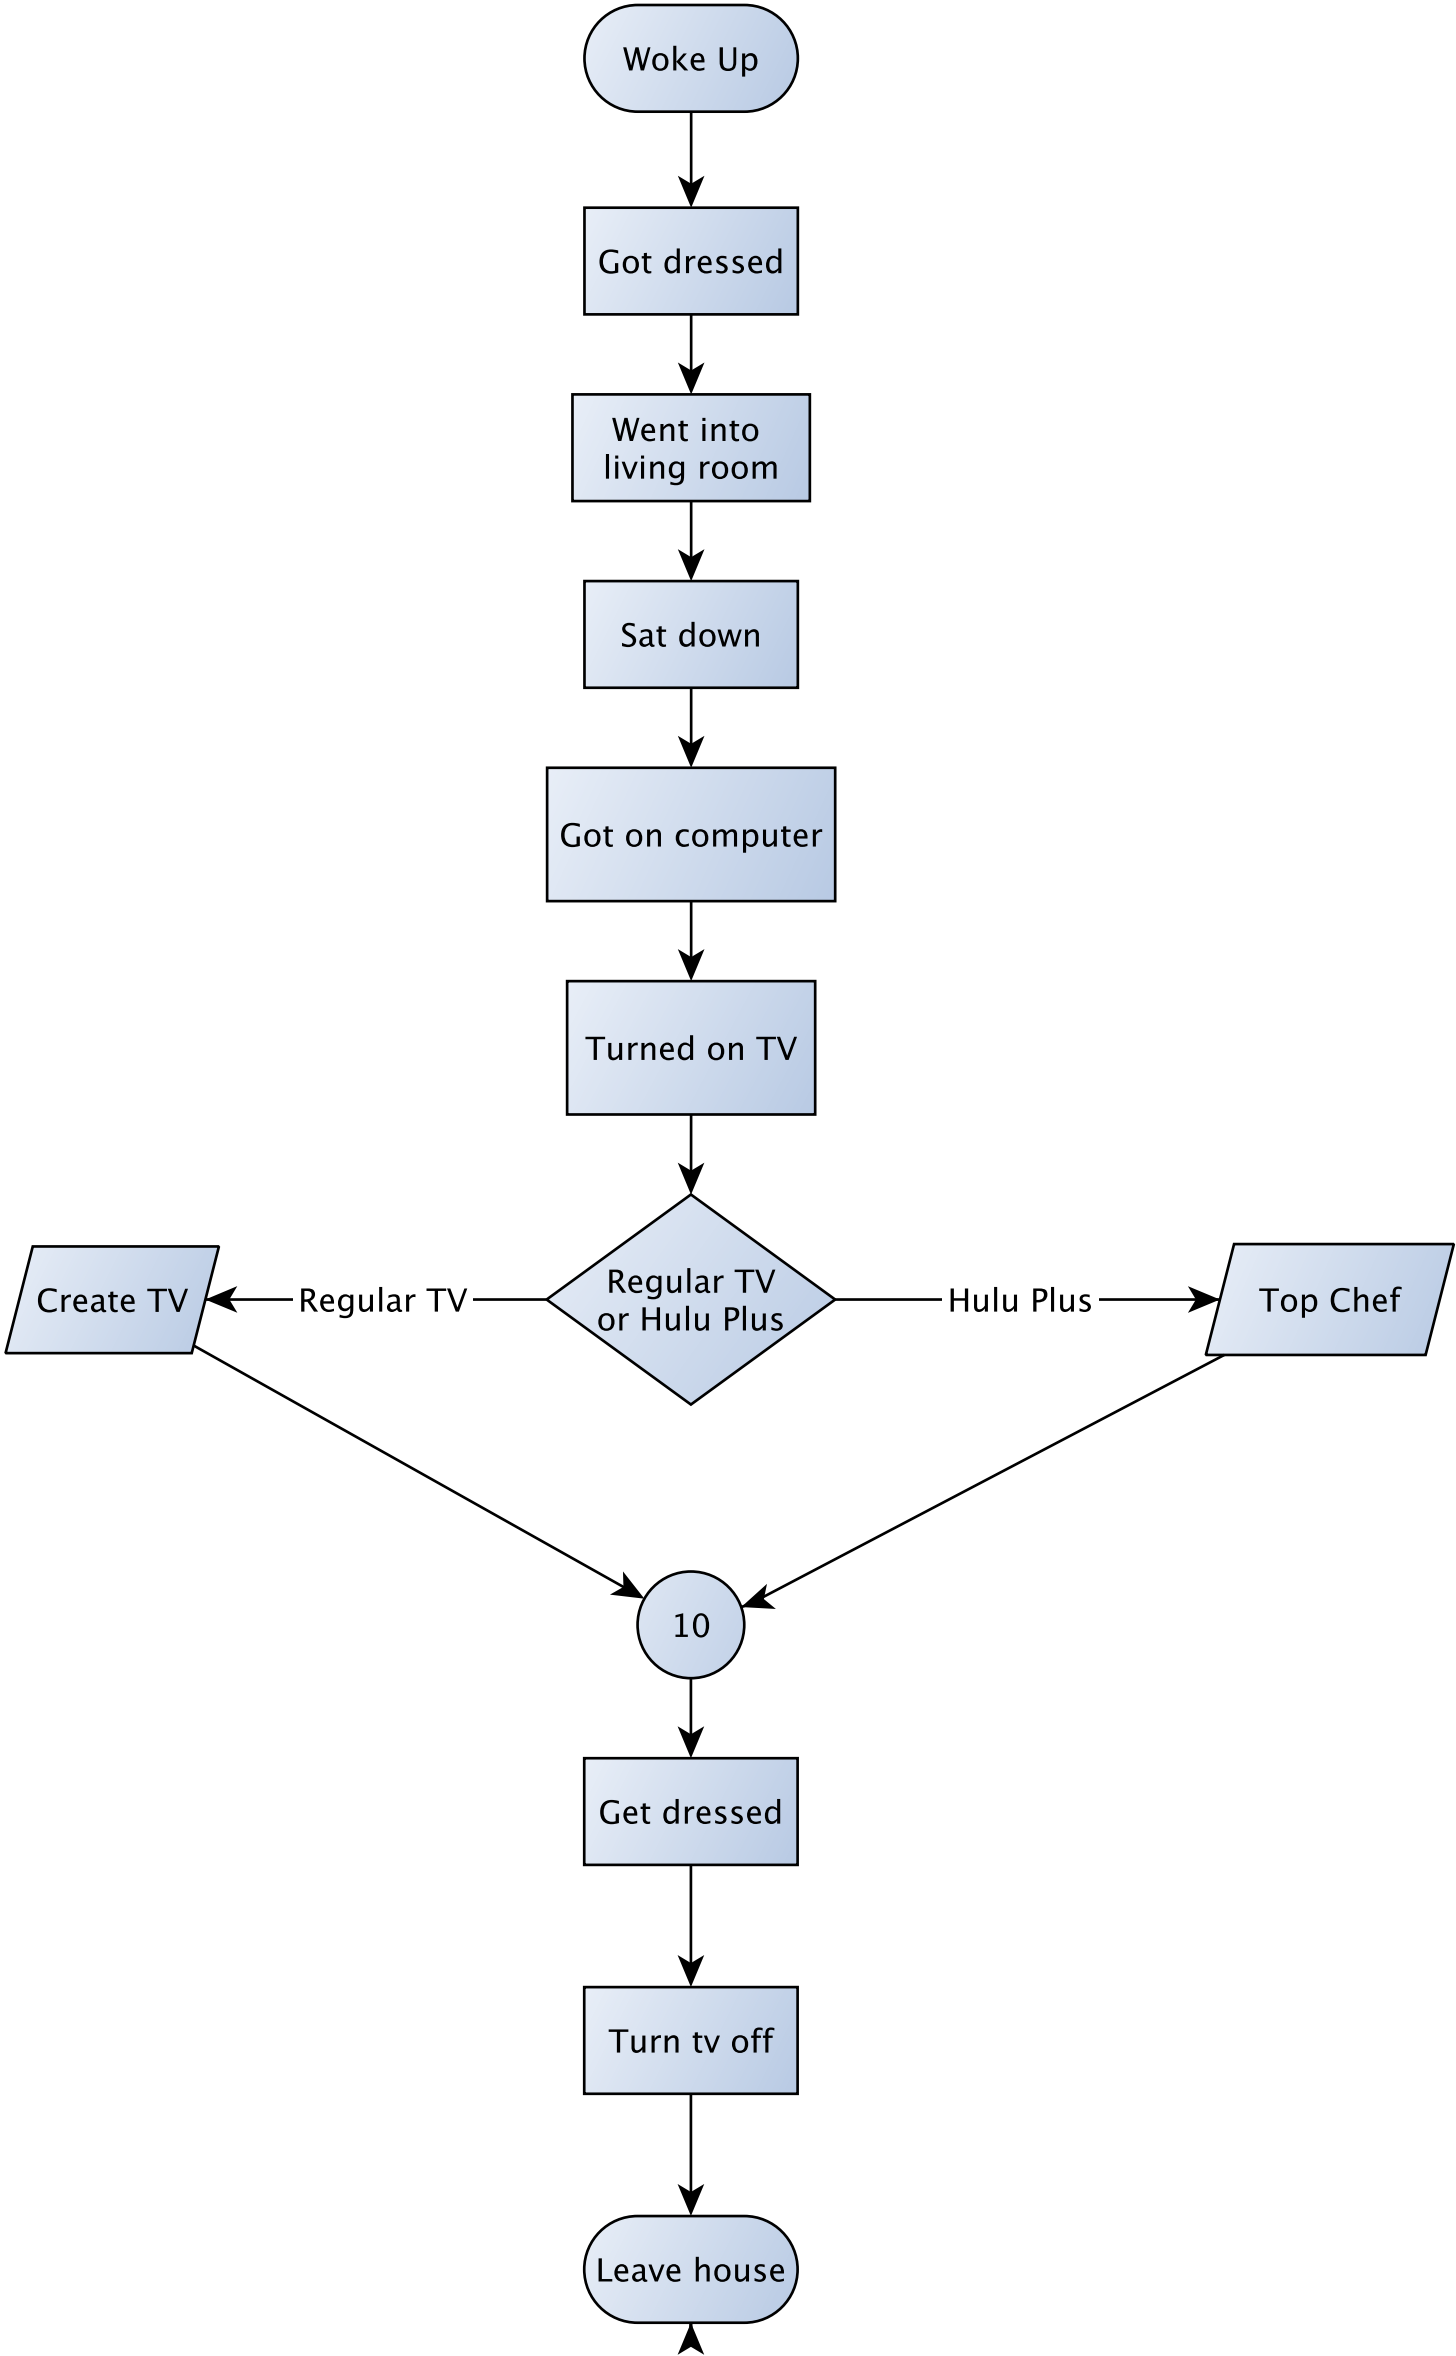 Woke Up
Got dressed
Went into
living room
Sat down
Got on computer
Turned on TV
Create TV
Regular TV
Regular TV
or Hulu Plus
Hulu Plus
Top Chef
10
Get dressed
Turn tv off
Leave house